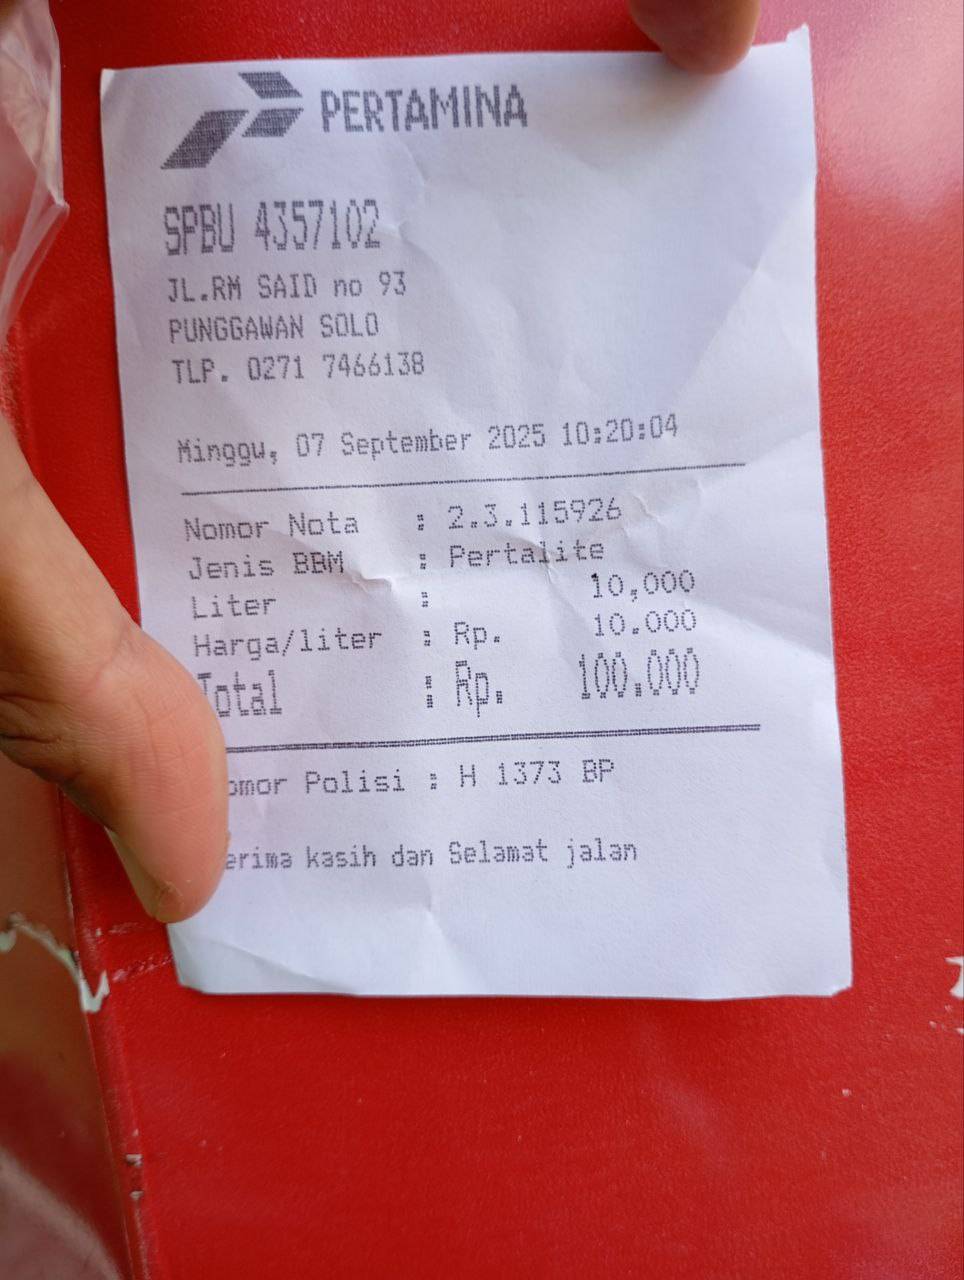 PERTAMINA
SPBU 4357102
JL.RM SAID no 93
PUNGGAWAN SOLO
TLP. 0271 7466138
Minggu, 07 September 2025 10:20:04
Nomor Nota : 2.3.115926
Jenis BBM : Pertalite
Liter : 10,000
Harga/liter : Rp. 10.000
Total : Rp. 100.000
omor Polisi : H 1373 BP
erima kasih dan Selamat jalan